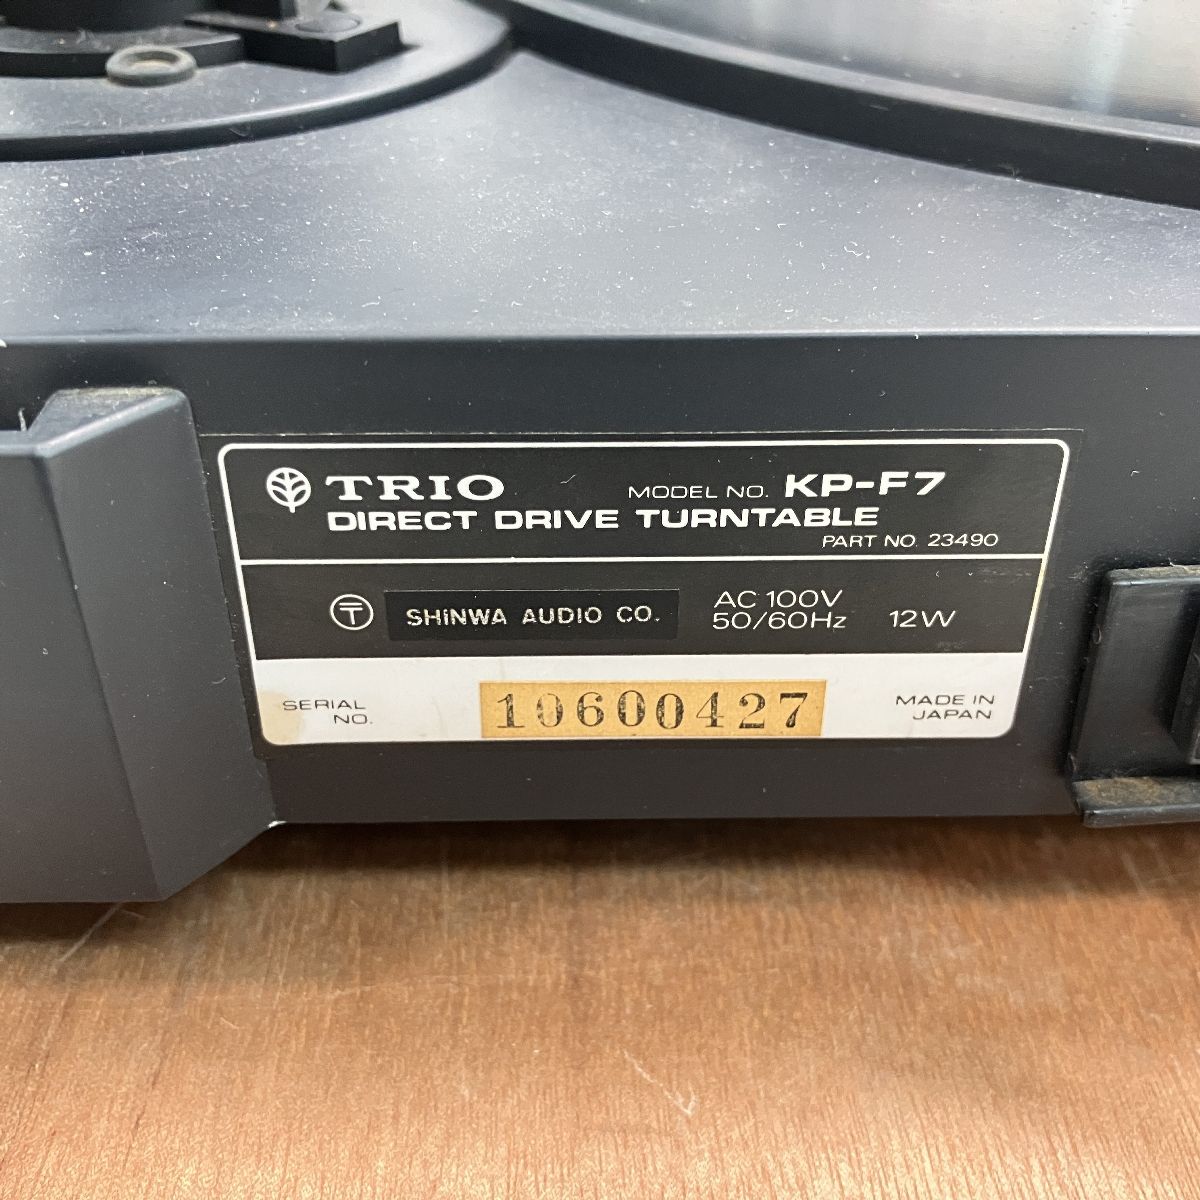 TRIO MODEL NO. KP-F7
DIRECT DRIVE TURNTABLE
PART NO. 23490
〒 SHiNWA AUDIO CO. AC 100V 50/60Hz 12W
SERIAL NO. 10600427 MADE IN JAPAN